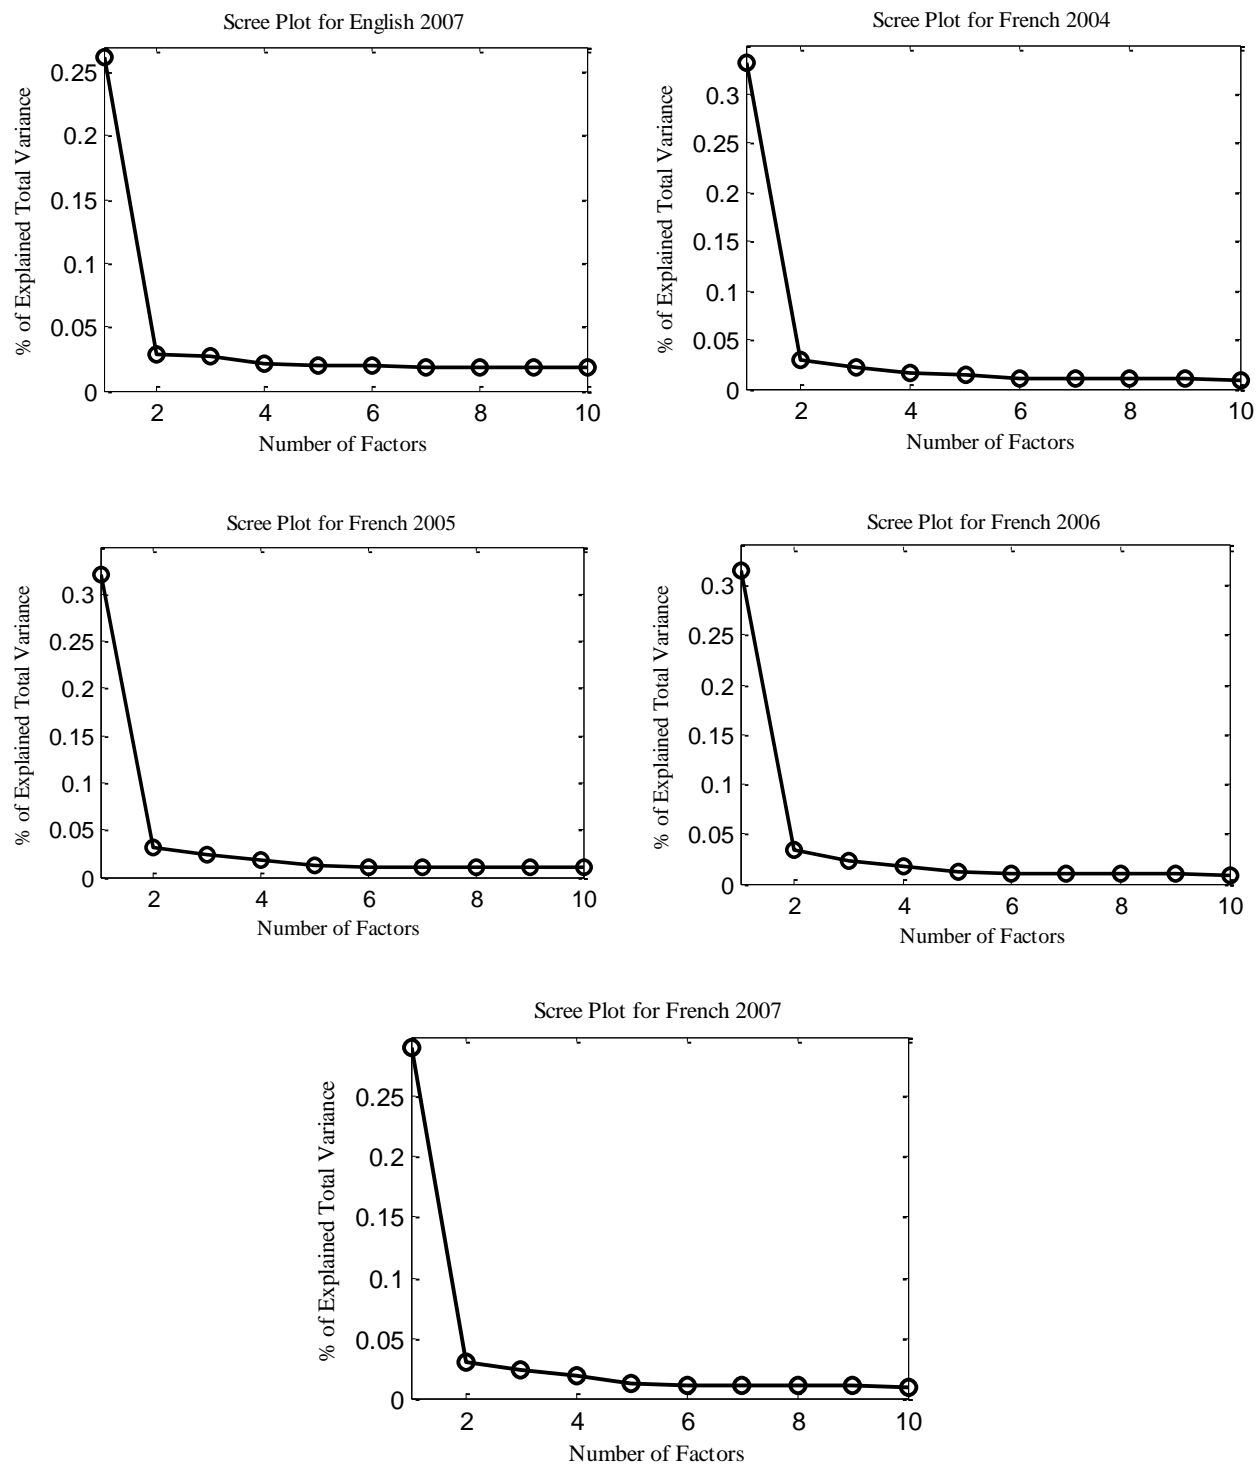 Scree Plot for English 2007
% of Explained Total Variance
0.25
0.2
0.15
0.1
0.05
0
2 4 6 8 10
Number of Factors
Scree Plot for French 2004
% of Explained Total Variance
0.3
0.25
0.2
0.15
0.1
0.05
0
2 4 6 8 10
Number of Factors
Scree Plot for French 2005
% of Explained Total Variance
0.3
0.25
0.2
0.15
0.1
0.05
0
2 4 6 8 10
Number of Factors
Scree Plot for French 2006
% of Explained Total Variance
0.3
0.25
0.2
0.15
0.1
0.05
0
2 4 6 8 10
Number of Factors
Scree Plot for French 2007
% of Explained Total Variance
0.25
0.2
0.15
0.1
0.05
0
2 4 6 8 10
Number of Factors